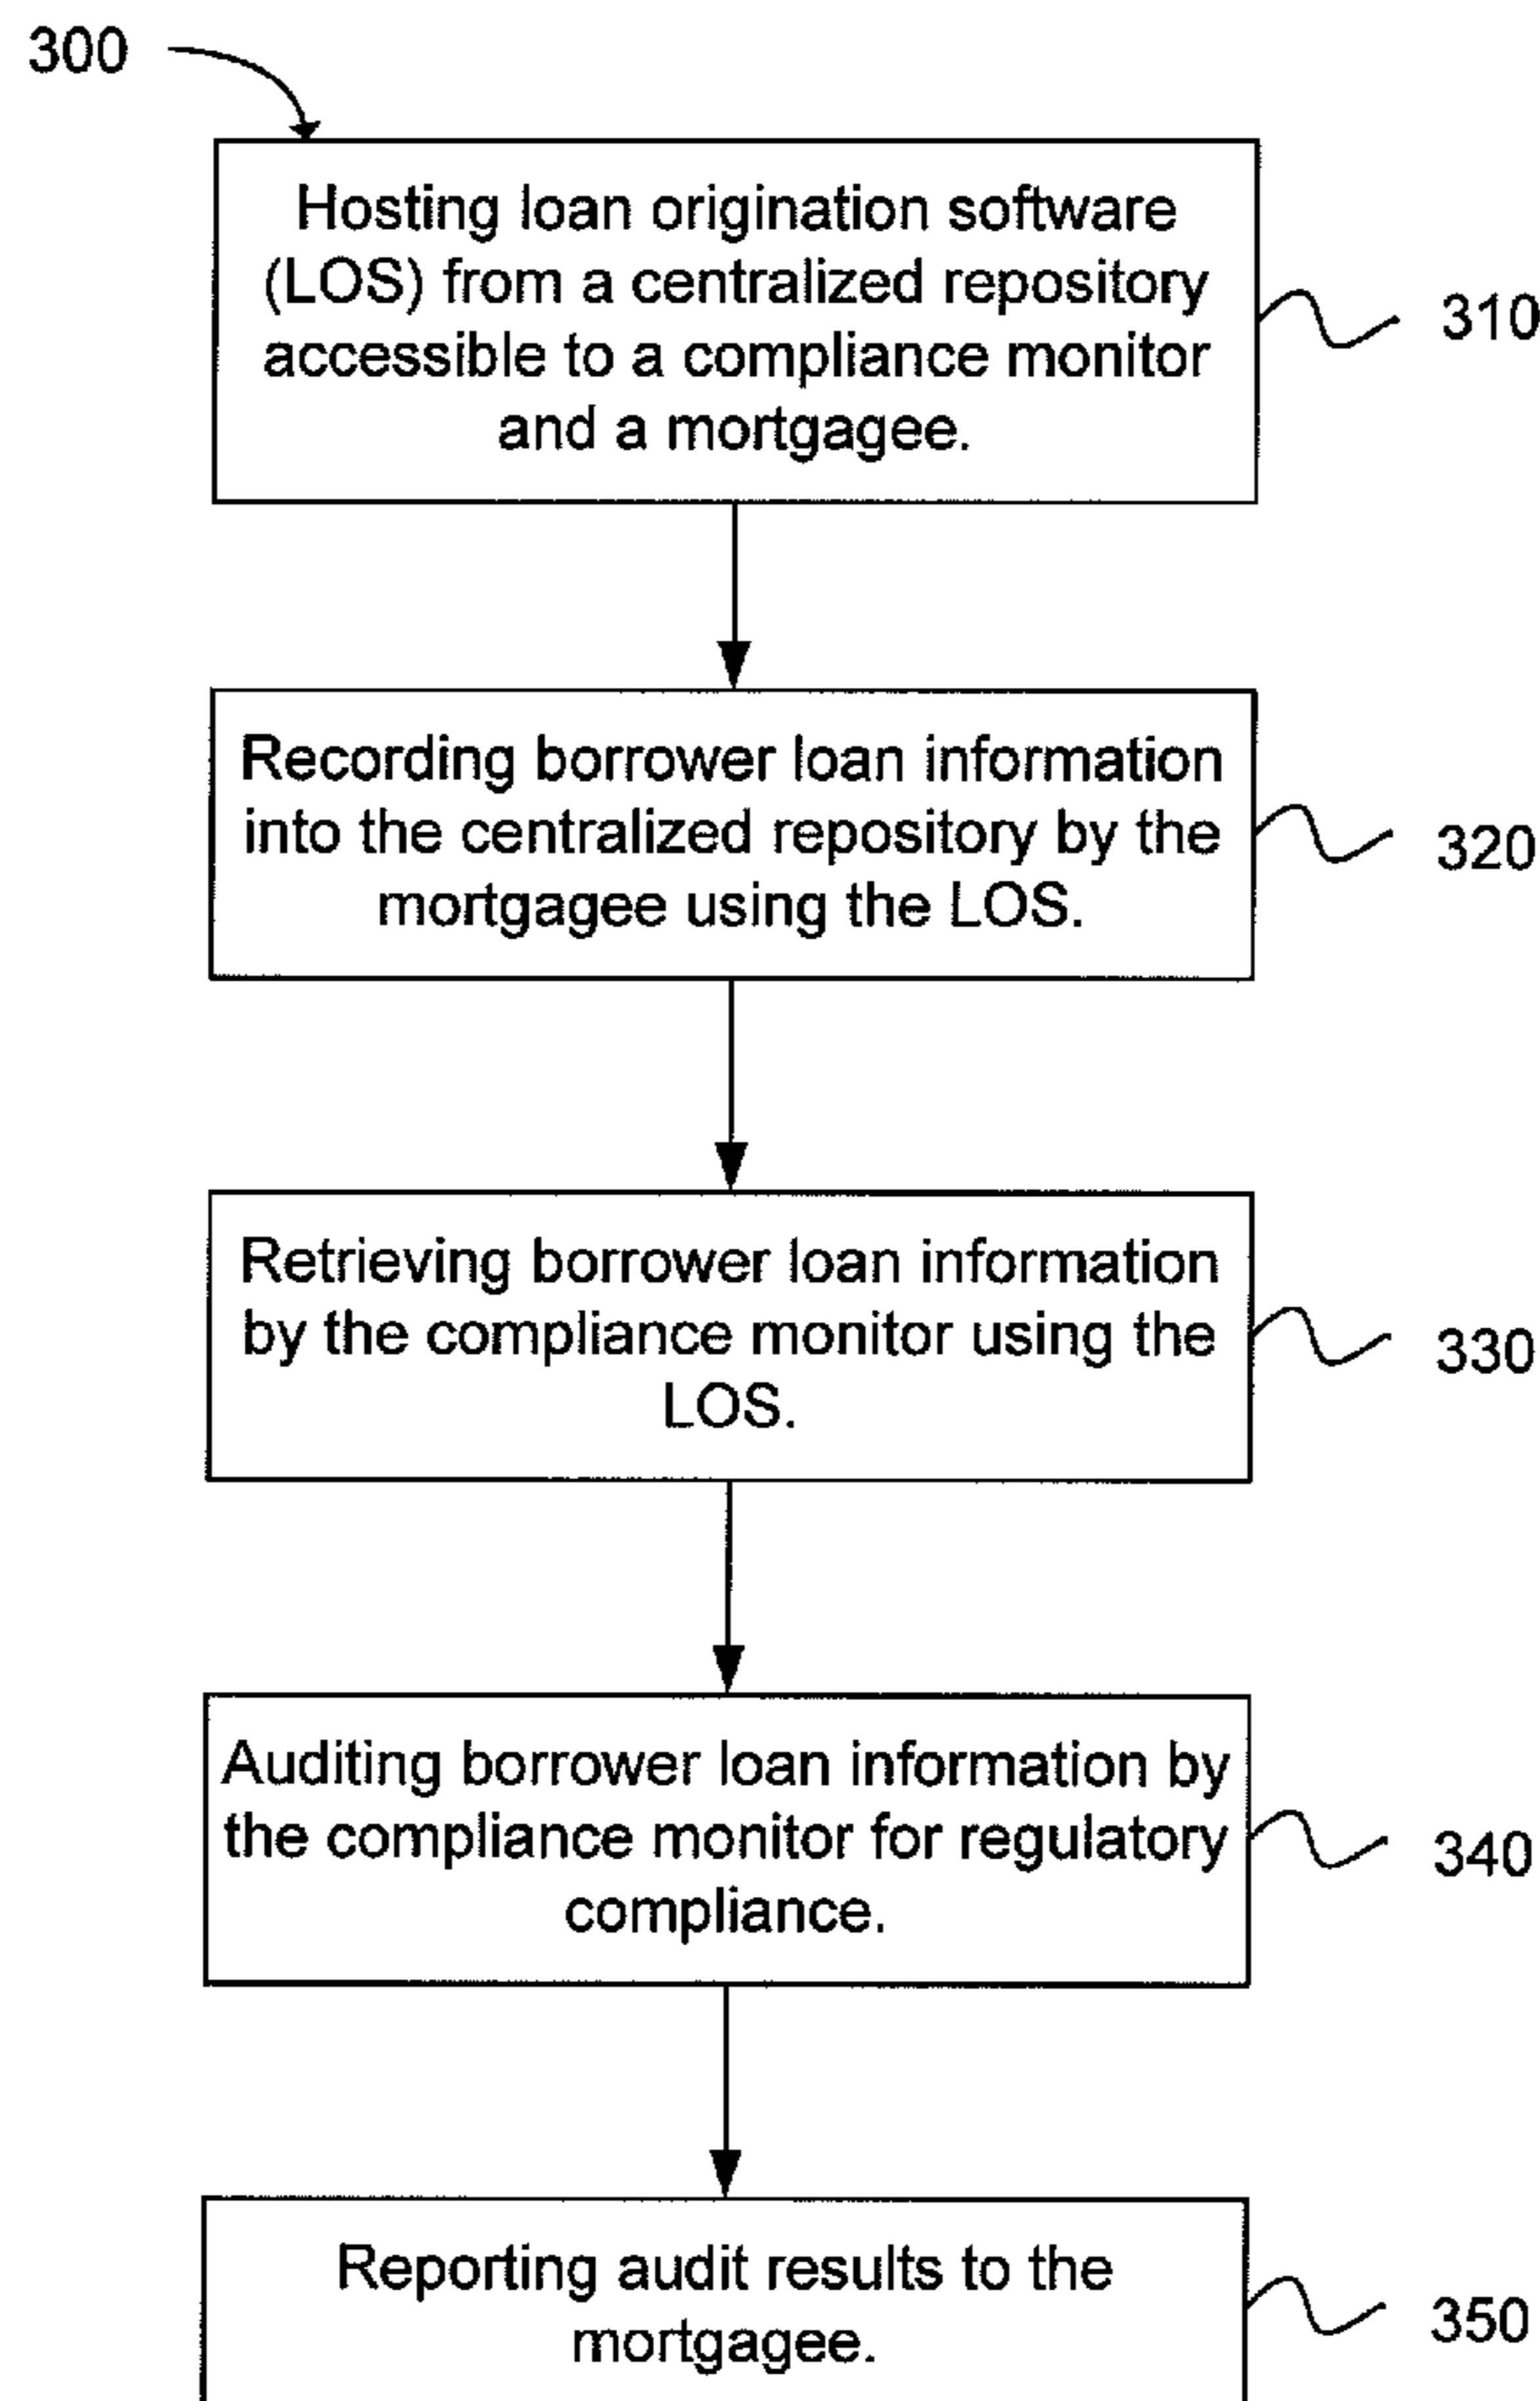 300
Hosting loan origination software
(LOS) from a centralized repository
accessible to a compliance monitor
and a mortgagee.
310
Recording borrower loan information
into the centralized repository by the
mortgagee using the LOS.
320
Retrieving borrower loan information
by the compliance monitor using the
LOS.
330
Auditing borrower loan information by
the compliance monitor for regulatory
compliance.
340
Reporting audit results to the
mortgagee.
350